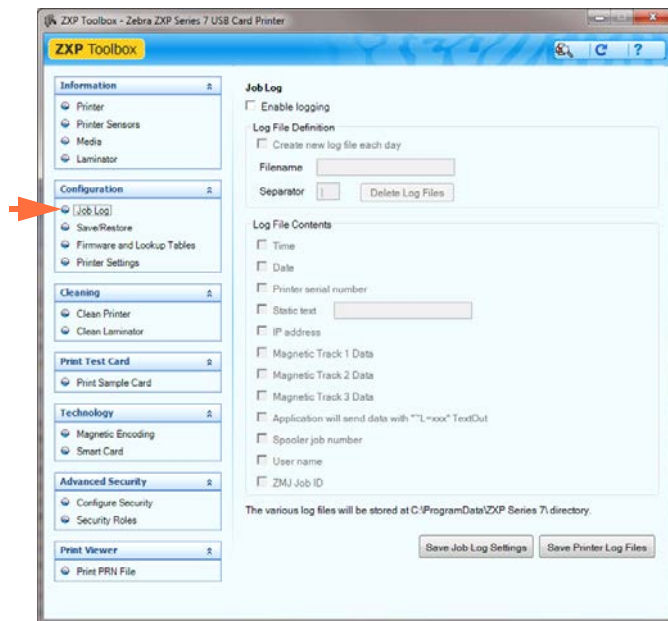 ZXP Toolbox - Zebra ZXP Series 7 USB Card Printer
ZXP Toolbox
Information
Printer
Printer Sensors
Media
Laminator
Configuration
Job Log
Save/Restore
Firmware and Lookup Tables
Printer Settings
Cleaning
Clean Printer
Clean Laminator
Print Test Card
Print Sample Card
Technology
Magnetic Encoding
Smart Card
Advanced Security
Configure Security
Security Roles
Print Viewer
Print PRN File
Job Log
Enable logging
Log File Definition
Create new log file each day
Filename
Separator |
Delete Log Files
Log File Contents
Time
Date
Printer serial number
Static text
IP address
Magnetic Track 1 Data
Magnetic Track 2 Data
Magnetic Track 3 Data
Application will send data with "~L=xxx" TextOut
Spooler job number
User name
ZMJ Job ID
The various log files will be stored at C:\ProgramData\ZXP Series 7\ directory.
Save Job Log Settings
Save Printer Log Files